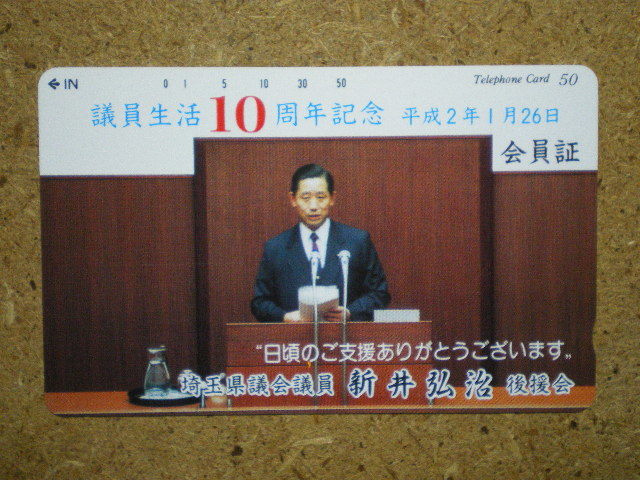 ←IN 0 1 5 10 30 50 Telephone Card 50
議員生活10周年記念 平成2年1月26日
会員証
“日頃のご支援ありがとうございます„
埼玉県議会議員 新井弘治 後援会